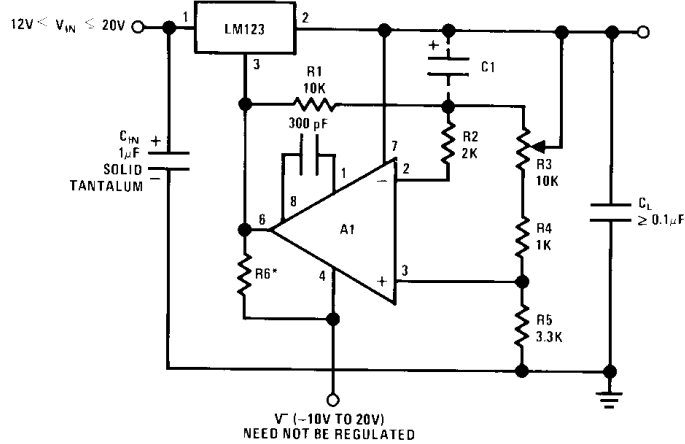 12V < VIN ≤ 20V
1
LM123
2
3
R1
10K
300 pF
+
C1
CIN
1µF
SOLID
TANTALUM
+
−
8
1
7
2
R2
2K
R3
10K
CL
≥ 0.1µF
6
A1
−
+
R4
1K
4
3
R6*
R5
3.3K
V− (−10V TO 20V)
NEED NOT BE REGULATED